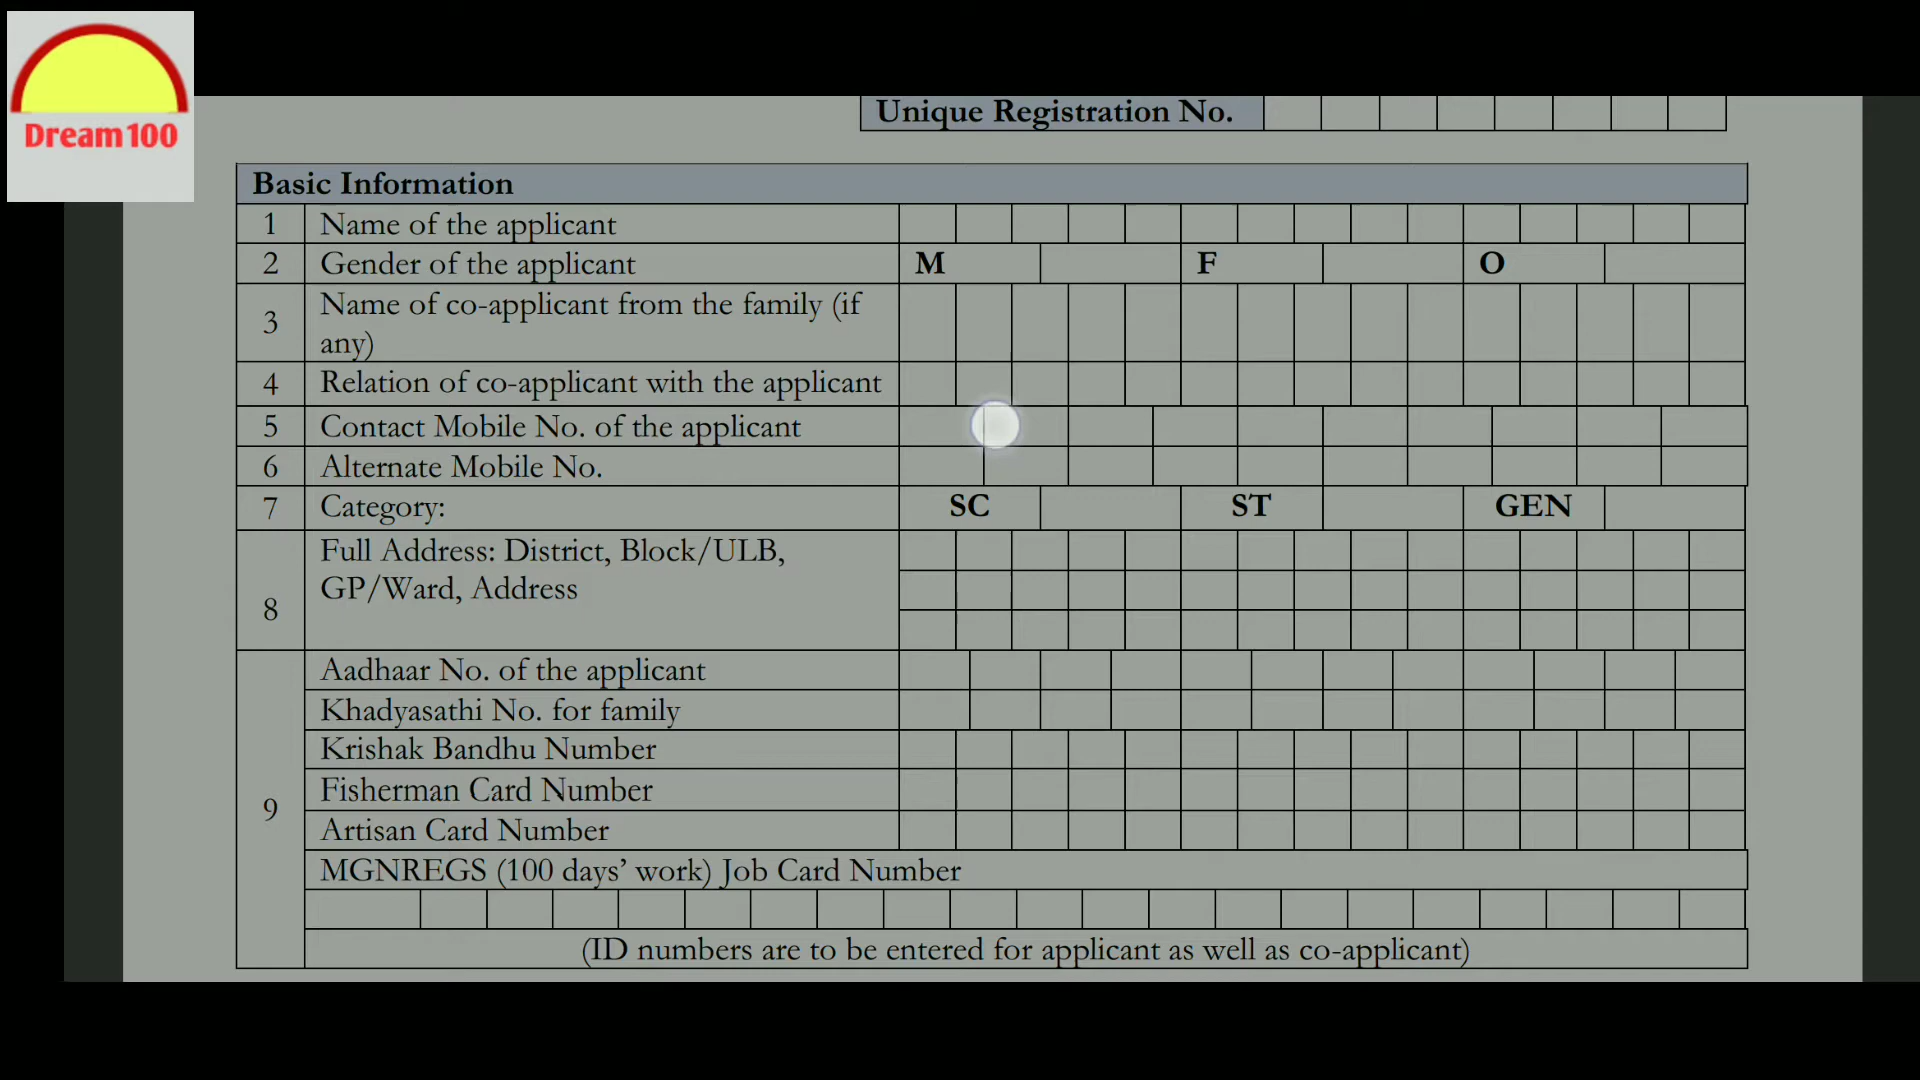 Dream100
Unique Registration No.
Basic Information
1 Name of the applicant
2 Gender of the applicant M F O
3 Name of co-applicant from the family (if
any)
4 Relation of co-applicant with the applicant
5 Contact Mobile No. of the applicant
6 Alternate Mobile No.
7 Category: SC ST GEN
8 Full Address: District, Block/ULB,
GP/Ward, Address
9 Aadhaar No. of the applicant
Khadyasathi No. for family
Krishak Bandhu Number
Fisherman Card Number
Artisan Card Number
MGNREGS (100 days’ work) Job Card Number
(ID numbers are to be entered for applicant as well as co-applicant)